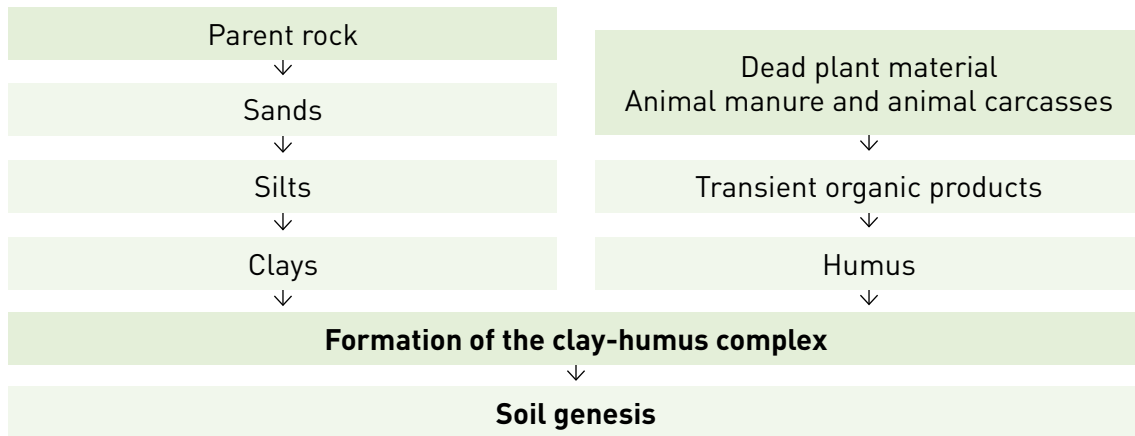 Parent rock
Sands
Silts
Clays
Dead plant material
Animal manure and animal carcasses
Transient organic products
Humus
Formation of the clay-humus complex
Soil genesis